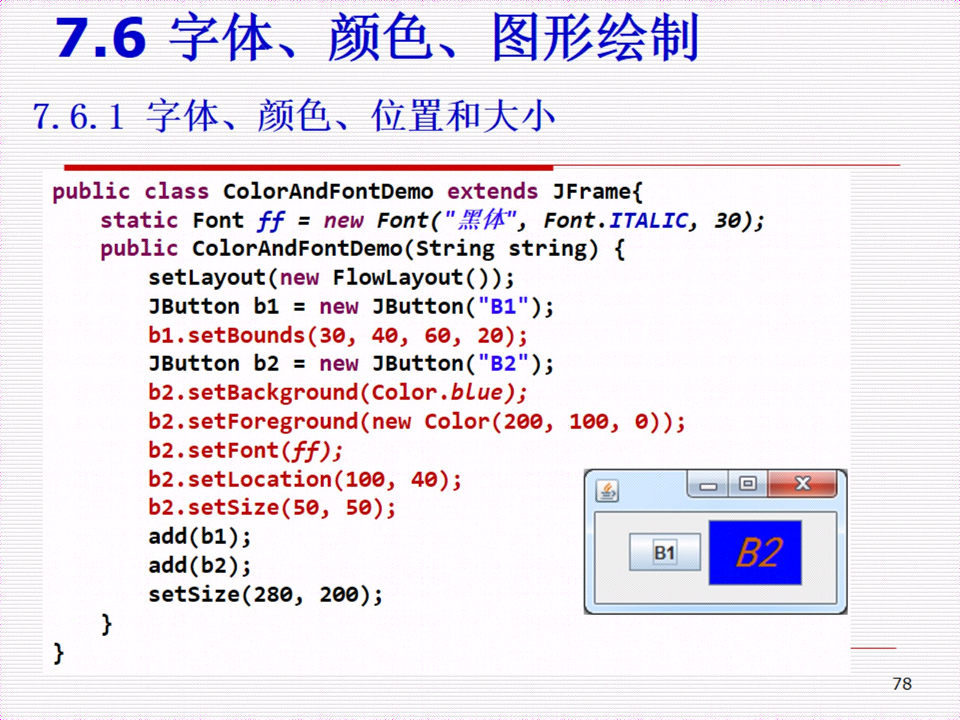 7.6 字体、颜色、图形绘制
7.6.1 字体、颜色、位置和大小
public class ColorAndFontDemo extends JFrame{
static Font ff = new Font("黑体", Font.ITALIC, 30);
public ColorAndFontDemo(String string) {
setLayout(new FlowLayout());
JButton b1 = new JButton("B1");
b1.setBounds(30, 40, 60, 20);
JButton b2 = new JButton("B2");
b2.setBackground(Color.blue);
b2.setForeground(new Color(200, 100, 0));
b2.setFont(ff);
b2.setLocation(100, 40);
b2.setSize(50, 50);
add(b1);
add(b2);
setSize(280, 200);
}
}
B1 B2
78